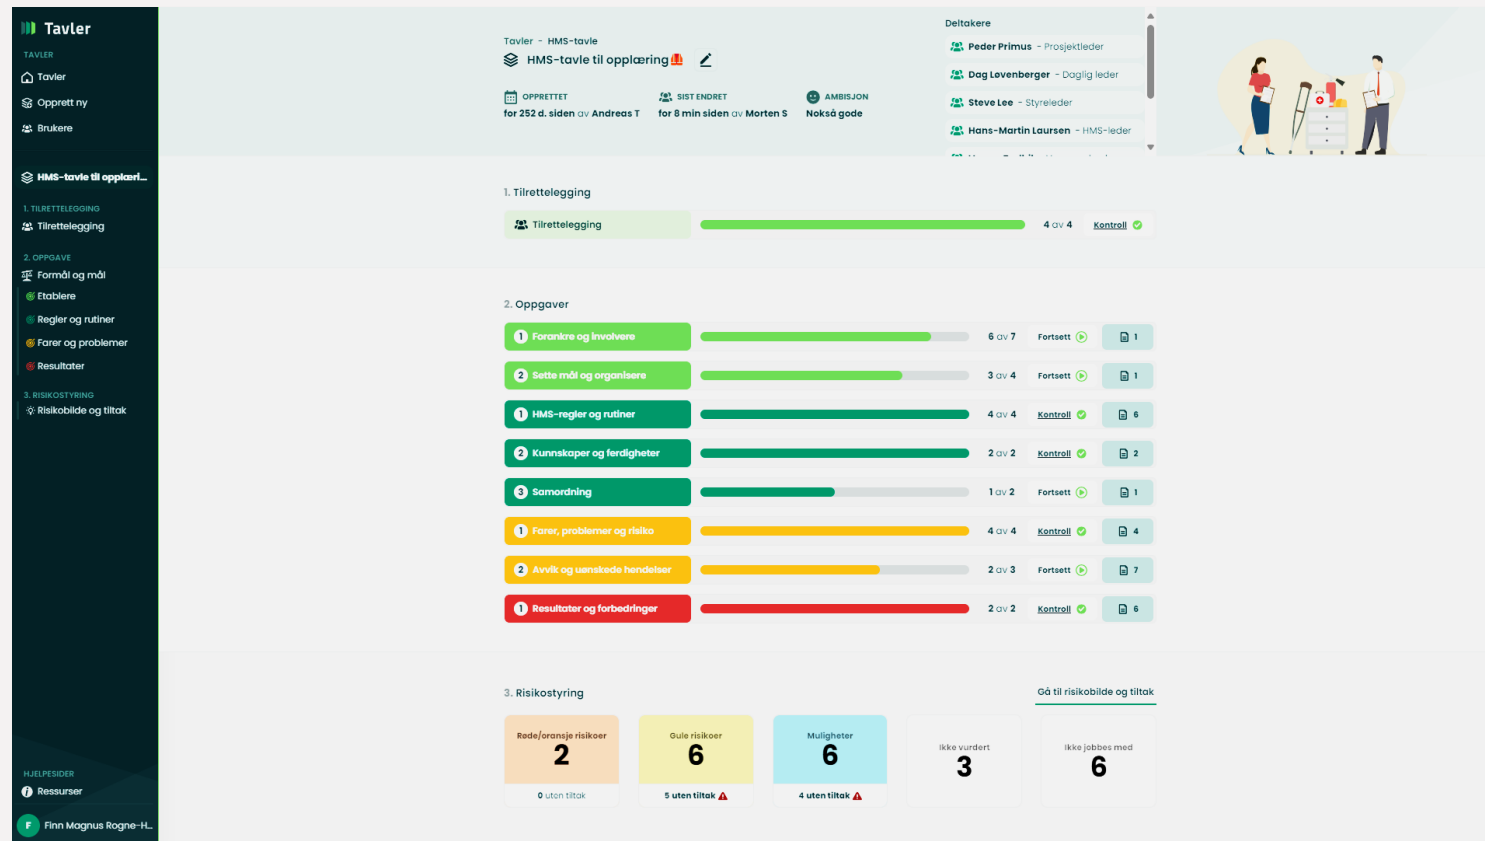 Tavler
TAVLER
Tavler
Opprett ny
Brukere
HMS-tavle til opplæri...
1. TILRETTELEGGING
Tilrettelegging
2. OPPGAVE
Formål og mål
Etablere
Regler og rutiner
Farer og problemer
Resultater
3. RISIKOSTYRING
Risikobilde og tiltak
HJELPESIDER
Ressurser
F Finn Magnus Rogne-H...
Tavler - HMS-tavle
HMS-tavle til opplæring
OPPRETTET
for 252 d. siden av Andreas T
SIST ENDRET
for 8 min siden av Morten S
AMBISJON
Nokså gode
Deltakere
Peder Primus - Prosjektleder
Dag Løvenberger - Daglig leder
Steve Lee - Styreleder
Hans-Martin Laursen - HMS-leder
1. Tilrettelegging
Tilrettelegging 4 av 4 Kontroll
2. Oppgaver
1 Forankre og involvere 6 av 7 Fortsett 1
2 Sette mål og organisere 3 av 4 Fortsett 1
1 HMS-regler og rutiner 4 av 4 Kontroll 6
2 Kunnskaper og ferdigheter 2 av 2 Kontroll 2
3 Samordning 1 av 2 Fortsett 1
1 Farer, problemer og risiko 4 av 4 Kontroll 4
2 Avvik og uønskede hendelser 2 av 3 Fortsett 7
1 Resultater og forbedringer 2 av 2 Kontroll 6
3. Risikostyring
Gå til risikobilde og tiltak
Røde/oransje risikoer
2
0 uten tiltak
Gule risikoer
6
5 uten tiltak
Muligheter
6
4 uten tiltak
Ikke vurdert
3
Ikke jobbes med
6